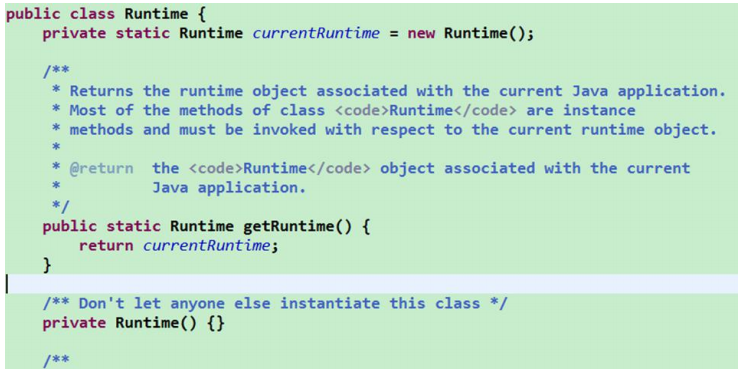 public class Runtime {
    private static Runtime currentRuntime = new Runtime();

    /**
     * Returns the runtime object associated with the current Java application.
     * Most of the methods of class <code>Runtime</code> are instance
     * methods and must be invoked with respect to the current runtime object.
     *
     * @return  the <code>Runtime</code> object associated with the current
     *          Java application.
     */
    public static Runtime getRuntime() {
        return currentRuntime;
    }

    /** Don't let anyone else instantiate this class */
    private Runtime() {}

    /**